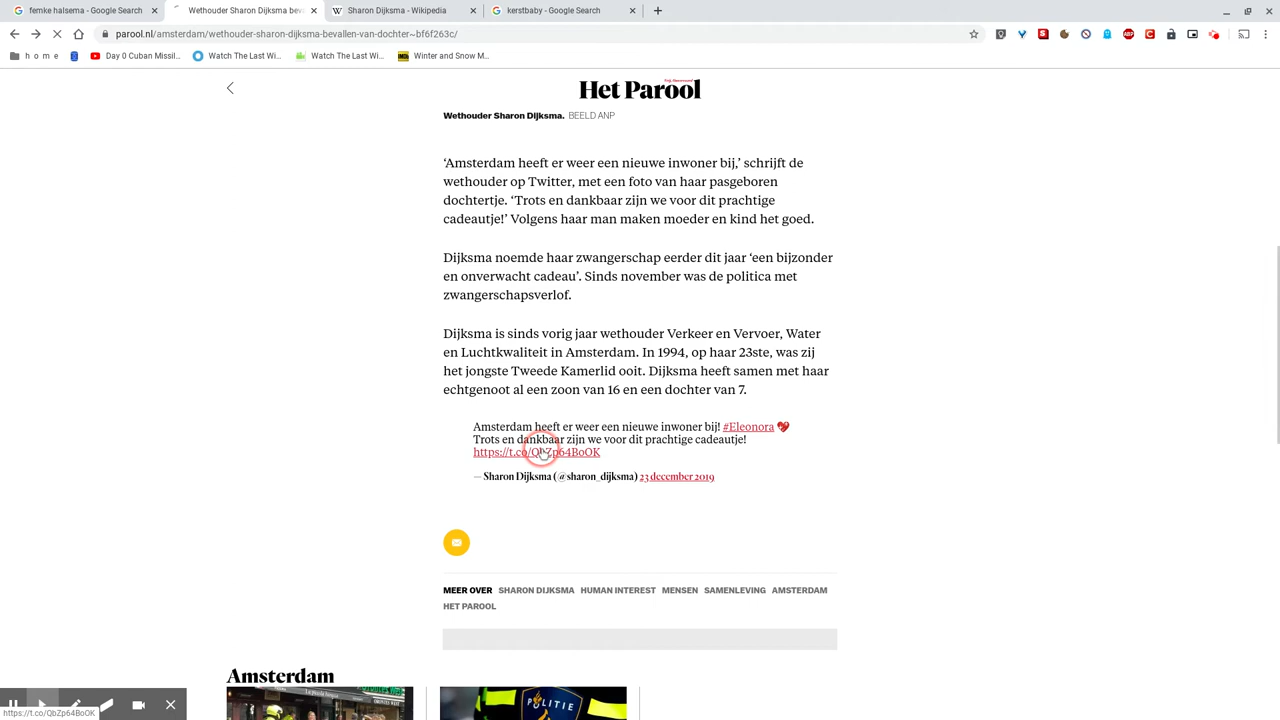 femke halsema - Google Search
Wethouder Sharon Dijksma bev
Sharon Dijksma - Wikipedia
kerstbaby - Google Search
parool.nl/amsterdam/wethouder-sharon-dijksma-bevallen-van-dochter~bf6f263c/
h o m e
Day 0 Cuban Missil...
Watch The Last Wi...
Watch The Last Wi...
Winter and Snow M...
Het Parool
Wethouder Sharon Dijksma. BEELD ANP
‘Amsterdam heeft er weer een nieuwe inwoner bij,’ schrijft de
wethouder op Twitter, met een foto van haar pasgeboren
dochtertje. ‘Trots en dankbaar zijn we voor dit prachtige
cadeautje!’ Volgens haar man maken moeder en kind het goed.
Dijksma noemde haar zwangerschap eerder dit jaar ‘een bijzonder
en onverwacht cadeau’. Sinds november was de politica met
zwangerschapsverlof.
Dijksma is sinds vorig jaar wethouder Verkeer en Vervoer, Water
en Luchtkwaliteit in Amsterdam. In 1994, op haar 23ste, was zij
het jongste Tweede Kamerlid ooit. Dijksma heeft samen met haar
echtgenoot al een zoon van 16 en een dochter van 7.
Amsterdam heeft er weer een nieuwe inwoner bij! #Eleonora 💖
Trots en dankbaar zijn we voor dit prachtige cadeautje!
https://t.co/QbZp64BoOK
— Sharon Dijksma (@sharon_dijksma) 23 december 2019
MEER OVER SHARON DIJKSMA HUMAN INTEREST MENSEN SAMENLEVING AMSTERDAM
HET PAROOL
Amsterdam
POLITIE
https://t.co/QbZp64BoOK